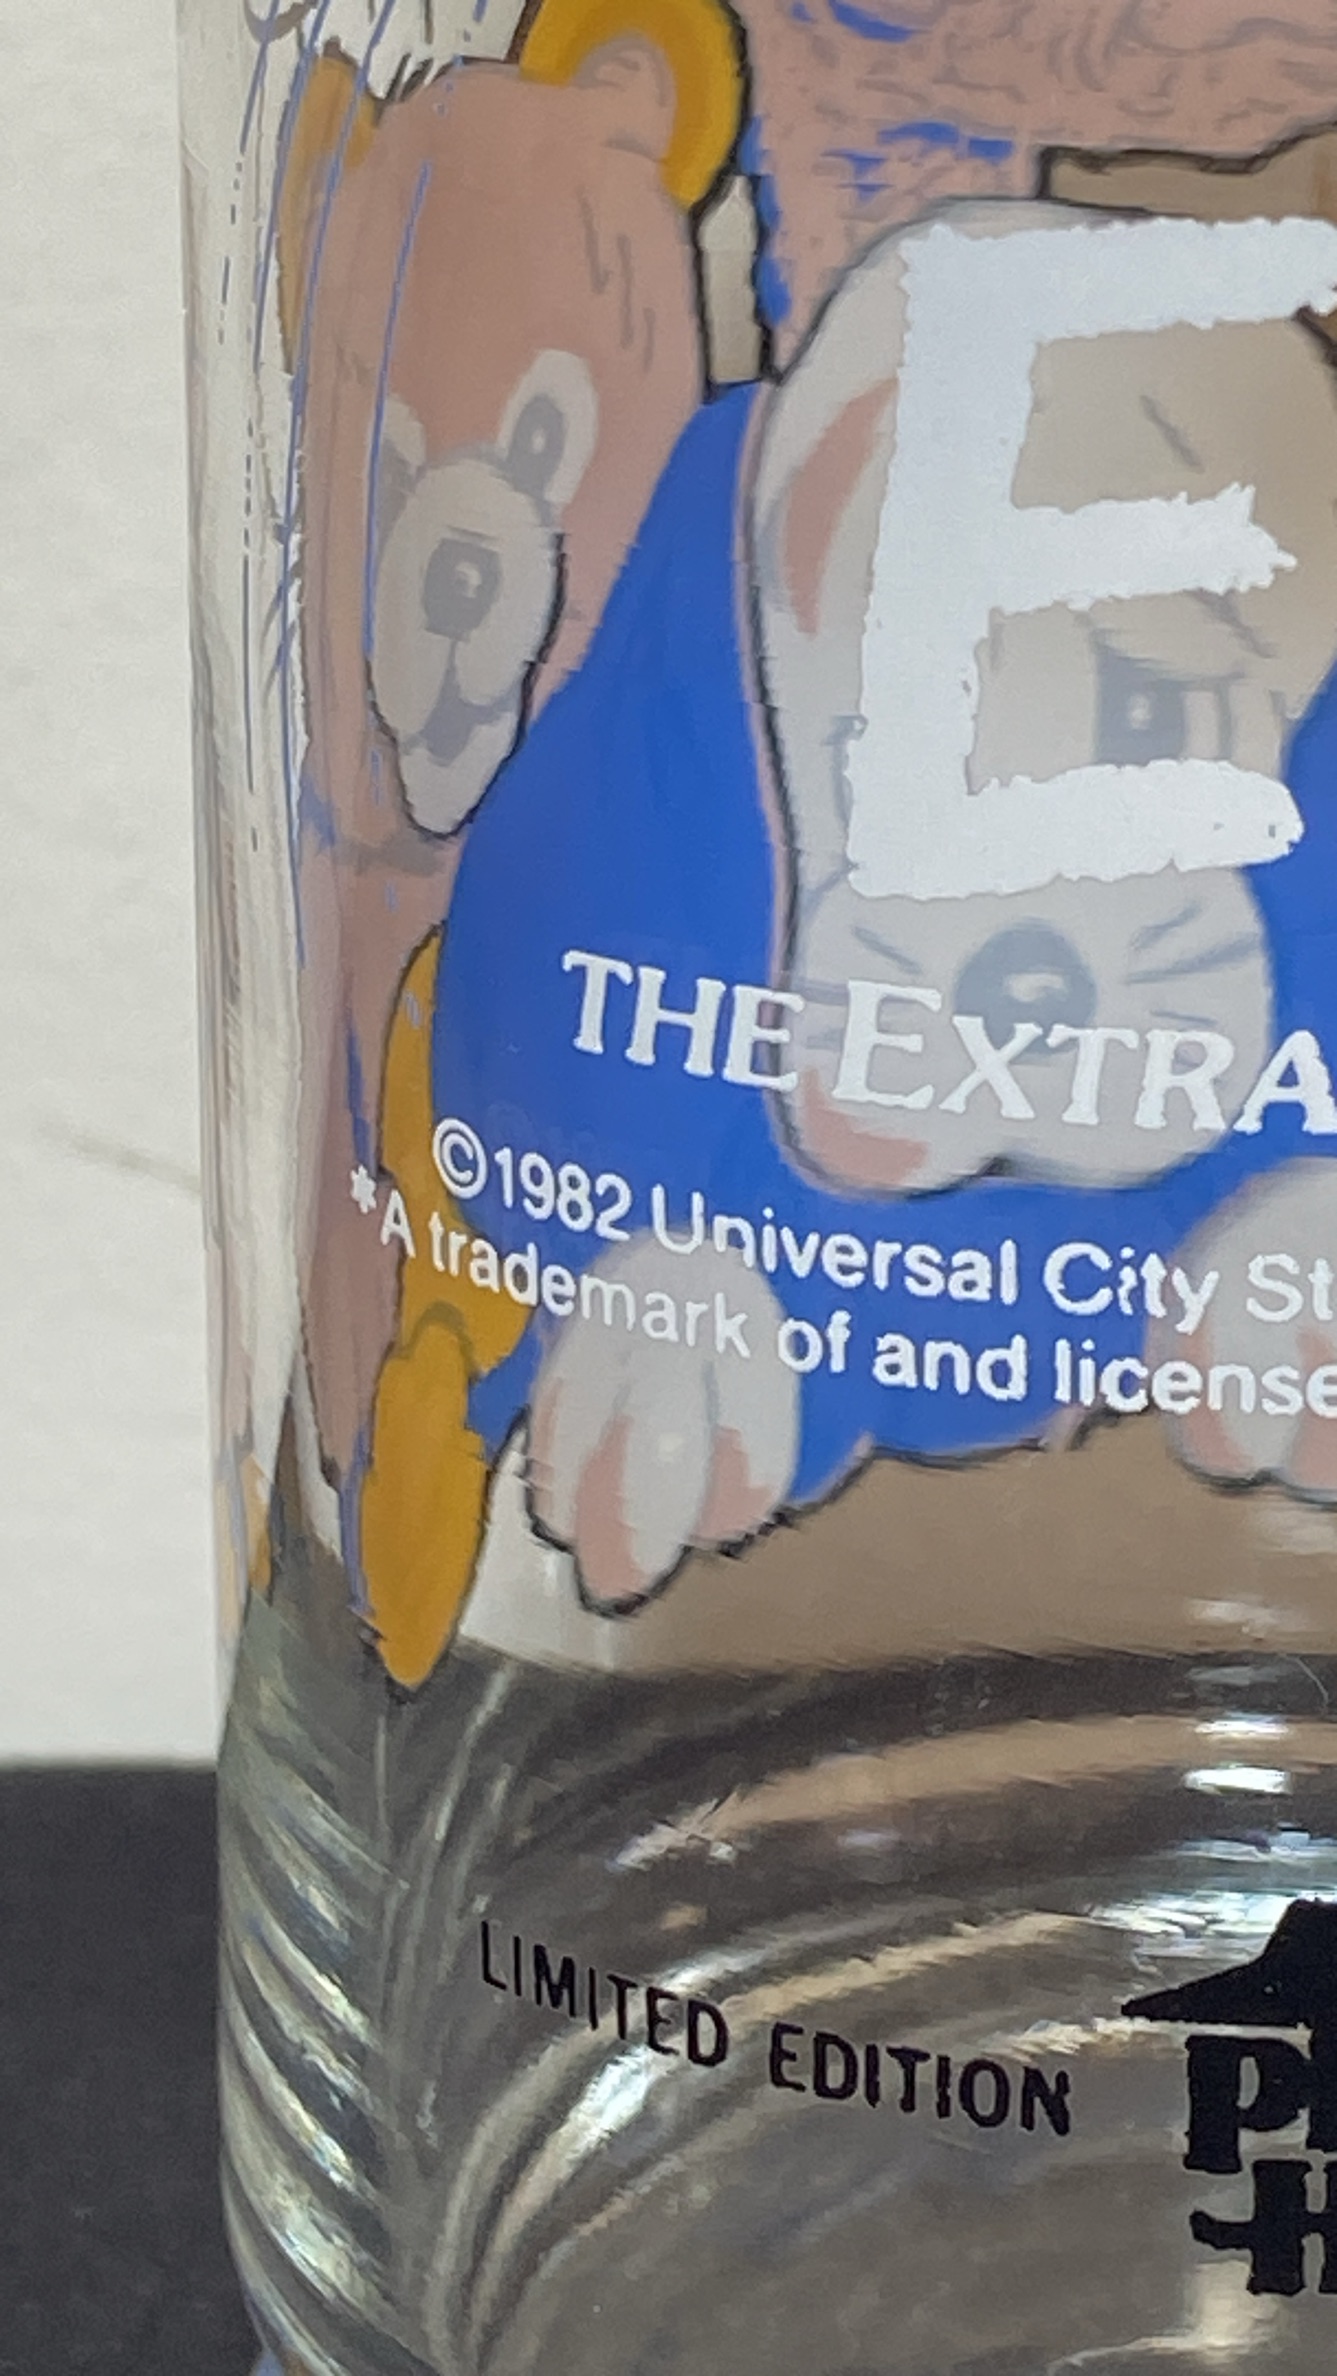 E
THE EXTRA
©1982 Universal City St
*A trademark of and license
LIMITED EDITION
P
H